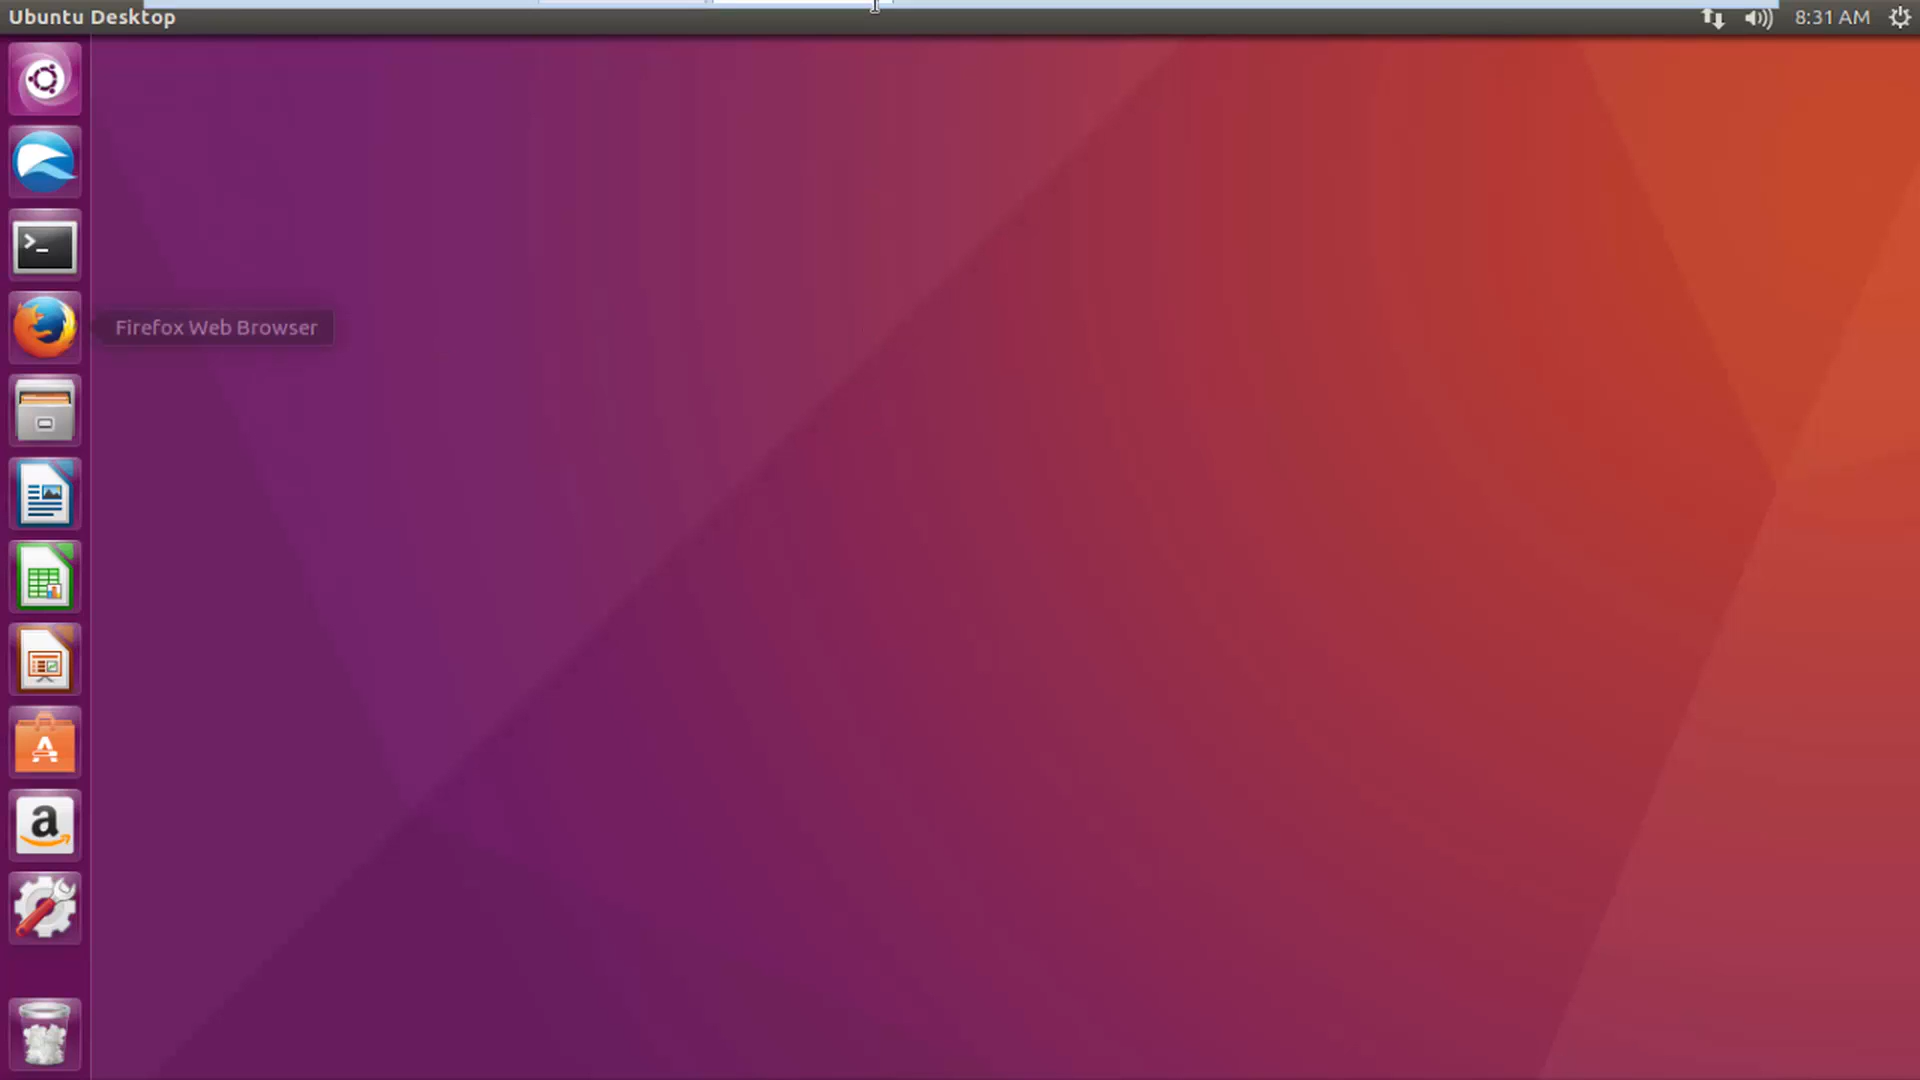 Ubuntu Desktop
8:31 AM
>_
Firefox Web Browser
A
a